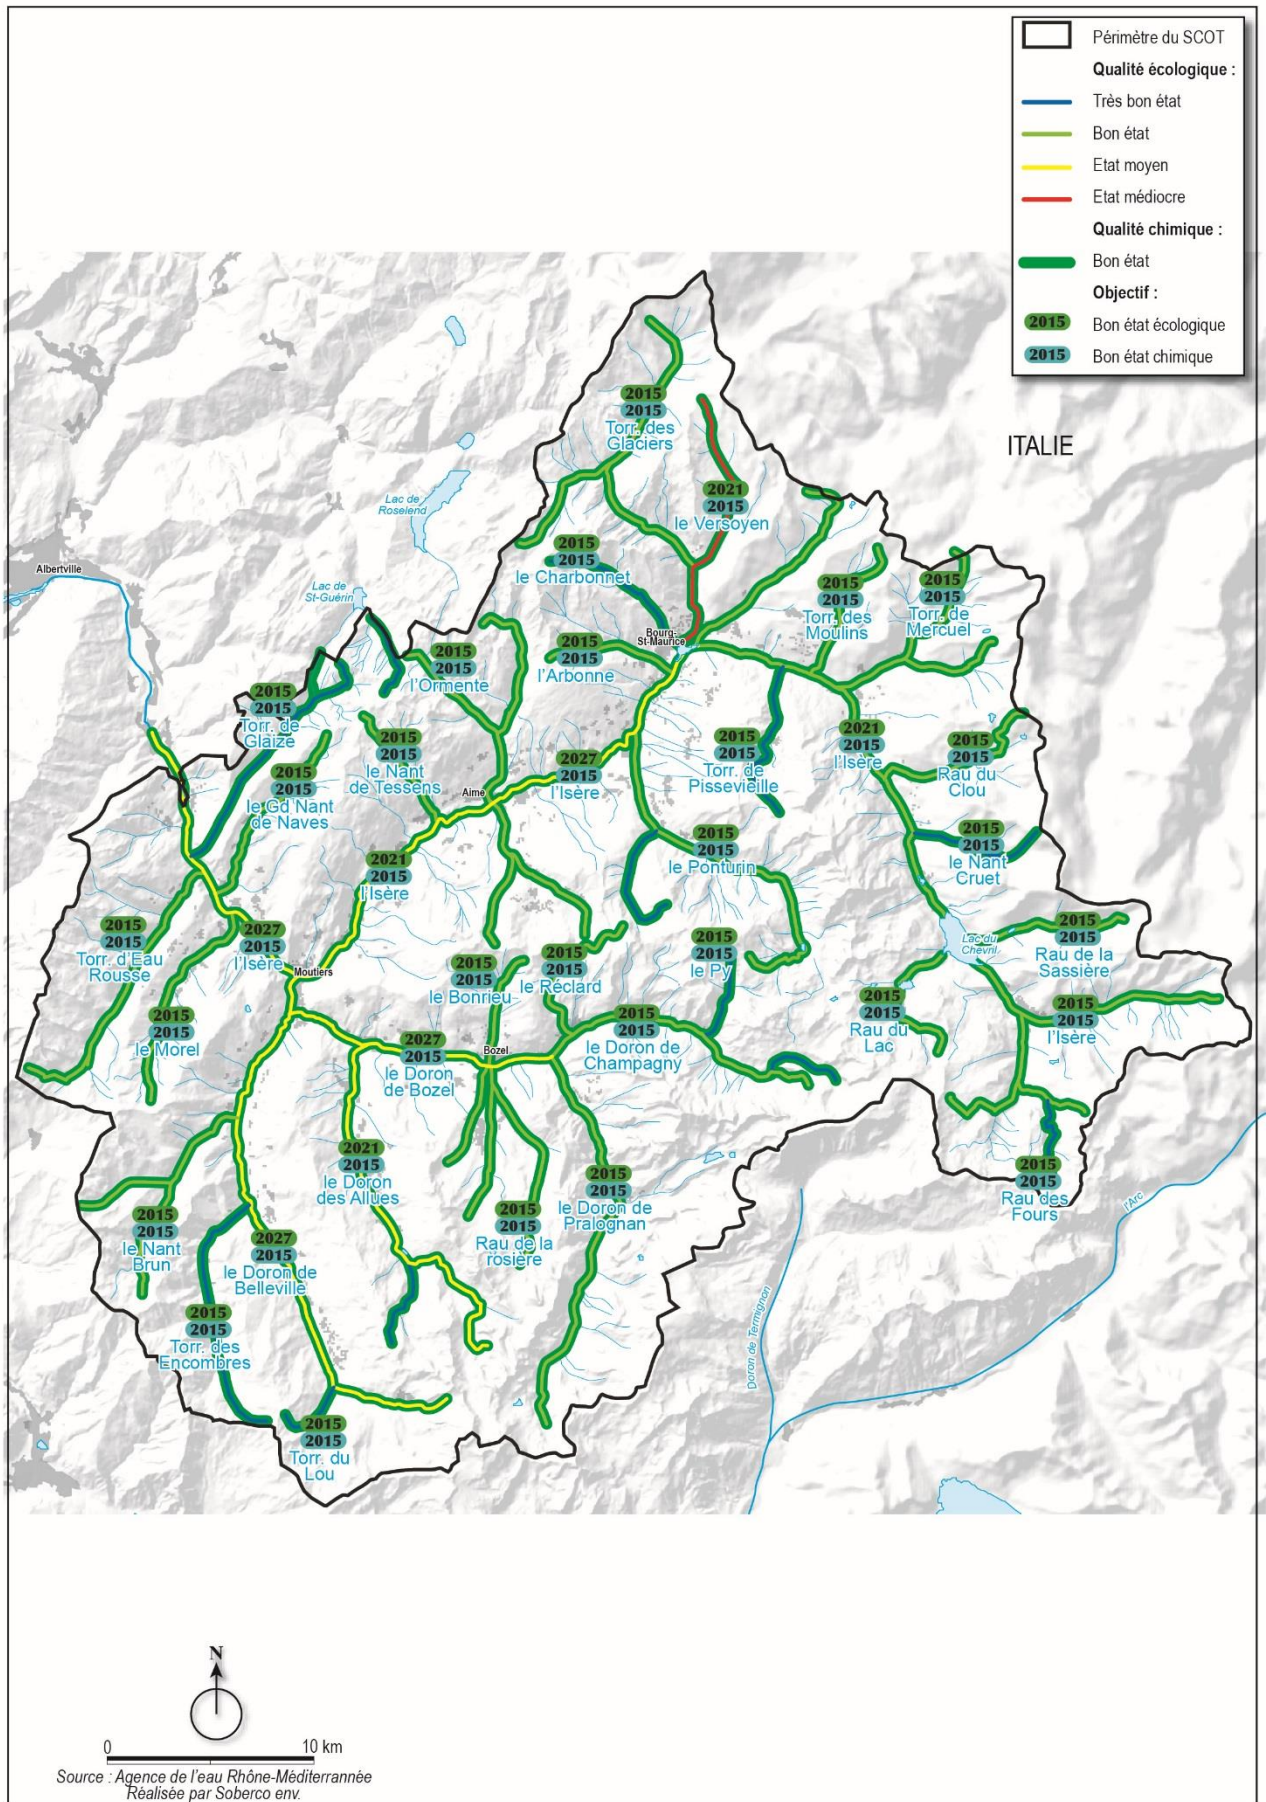 Périmètre du SCOT
Qualité écologique :
Très bon état
Bon état
Etat moyen
Etat médiocre
Qualité chimique :
Bon état
Objectif :
2015 Bon état écologique
2015 Bon état chimique
ITALIE
2015
2015
Torr. des
Glaciers
2021
2015
le Versoyen
Lac de
Roselend
2015
2015
le Charbonnet
Albertville
Lac de
St-Guérin
2015
2015
Torr. des
Moulins
2015
2015
Torr. de
Mercuel
Bourg-
St-Maurice
2015
2015
l'Arbonne
2015
2015
l'Ormente
2015
2015
Torr. de
Glaize
2015
2015
le Nant
de Tessens
2027
2015
l'Isère
2015
2015
Torr. de
Pissevieille
2021
2015
l'Isère
2015
2015
Rau du
Clou
2015
2015
le Gd Nant
de Naves
Aime
2015
2015
le Ponturin
2015
2015
le Nant
Cruet
2021
2015
l'Isère
2015
2015
Torr. d'Eau
Rousse
2027
2015
l'Isère
Moutiers
2015
2015
le Bonrieu
2015
2015
le Réclard
2015
2015
le Py
Lac du
Chevril
2015
2015
Rau de la
Sassière
2015
2015
le Morel
2027
2015
le Doron
de Bozel
Bozel
2015
2015
le Doron de
Champagny
2015
2015
Rau du
Lac
2015
2015
l'Isère
2021
2015
le Doron
des Allues
2015
2015
le Doron de
Pralognan
2015
2015
Rau des
Fours
l'Arc
2015
2015
le Nant
Brun
2027
2015
le Doron de
Belleville
2015
2015
Rau de la
rosière
2015
2015
Torr. des
Encombres
Doron de Termignon
2015
2015
Torr. du
Lou
N
0 10 km
Source : Agence de l'eau Rhône-Méditerrannée
Réalisée par Soberco env.